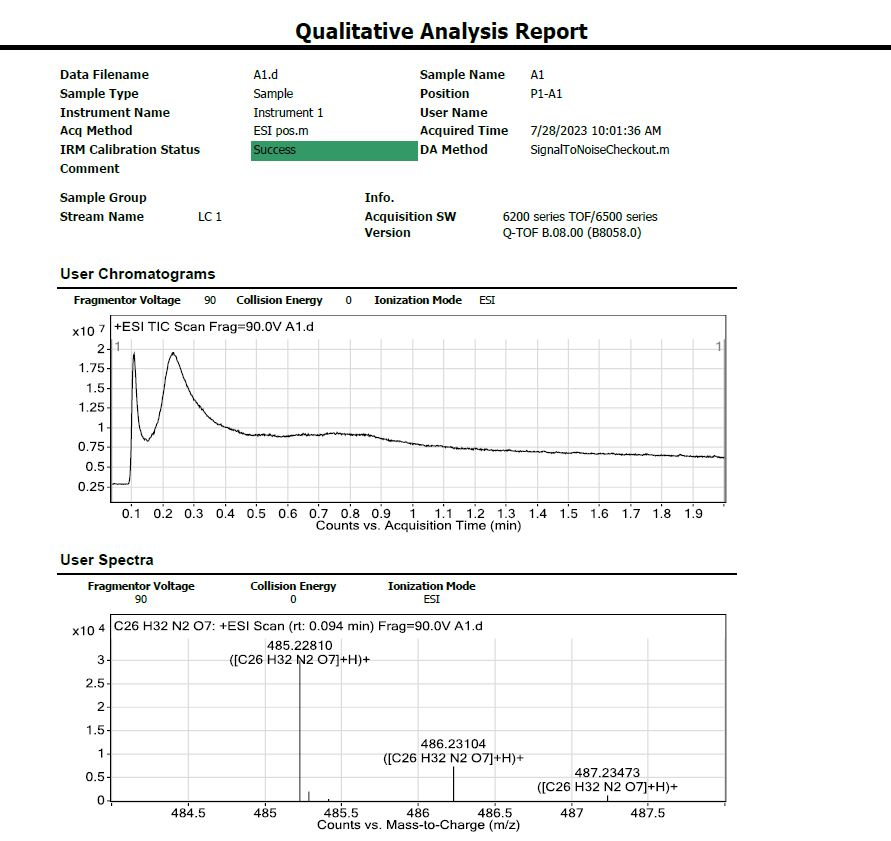 Qualitative Analysis Report
Data Filename A1.d Sample Name A1
Sample Type Sample Position P1-A1
Instrument Name Instrument 1 User Name
Acq Method ESI pos.m Acquired Time 7/28/2023 10:01:36 AM
IRM Calibration Status Success DA Method SignalToNoiseCheckout.m
Comment
Sample Group Info.
Stream Name LC 1 Acquisition SW 6200 series TOF/6500 series
Version Q-TOF B.08.00 (B8058.0)
User Chromatograms
Fragmentor Voltage 90 Collision Energy 0 Ionization Mode ESI
x10 7 +ESI TIC Scan Frag=90.0V A1.d
1 1
2
1.75
1.5
1.25
1
0.75
0.5
0.25
0.1 0.2 0.3 0.4 0.5 0.6 0.7 0.8 0.9 1 1.1 1.2 1.3 1.4 1.5 1.6 1.7 1.8 1.9
Counts vs. Acquisition Time (min)
User Spectra
Fragmentor Voltage Collision Energy Ionization Mode
90 0 ESI
x10 4 C26 H32 N2 O7: +ESI Scan (rt: 0.094 min) Frag=90.0V A1.d
485.22810
([C26 H32 N2 O7]+H)+
486.23104
([C26 H32 N2 O7]+H)+
487.23473
([C26 H32 N2 O7]+H)+
3
2.5
2
1.5
1
0.5
0
484.5 485 485.5 486 486.5 487 487.5
Counts vs. Mass-to-Charge (m/z)